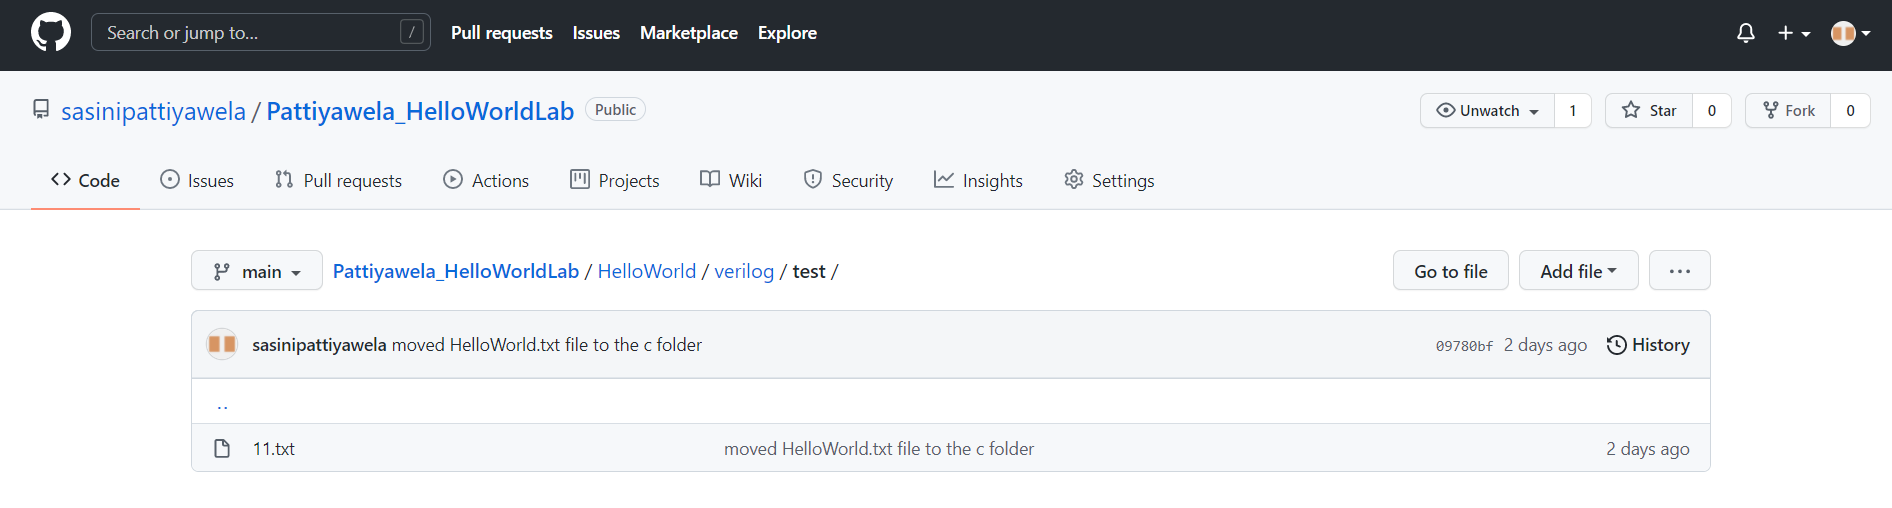 Search or jump to... / Pull requests Issues Marketplace Explore
sasinipattiyawela / Pattiyawela_HelloWorldLab Public Unwatch 1 Star 0 Fork 0
Code Issues Pull requests Actions Projects Wiki Security Insights Settings
main Pattiyawela_HelloWorldLab / HelloWorld / verilog / test / Go to file Add file ...
sasinipattiyawela moved HelloWorld.txt file to the c folder 09780bf 2 days ago History
..
11.txt moved HelloWorld.txt file to the c folder 2 days ago